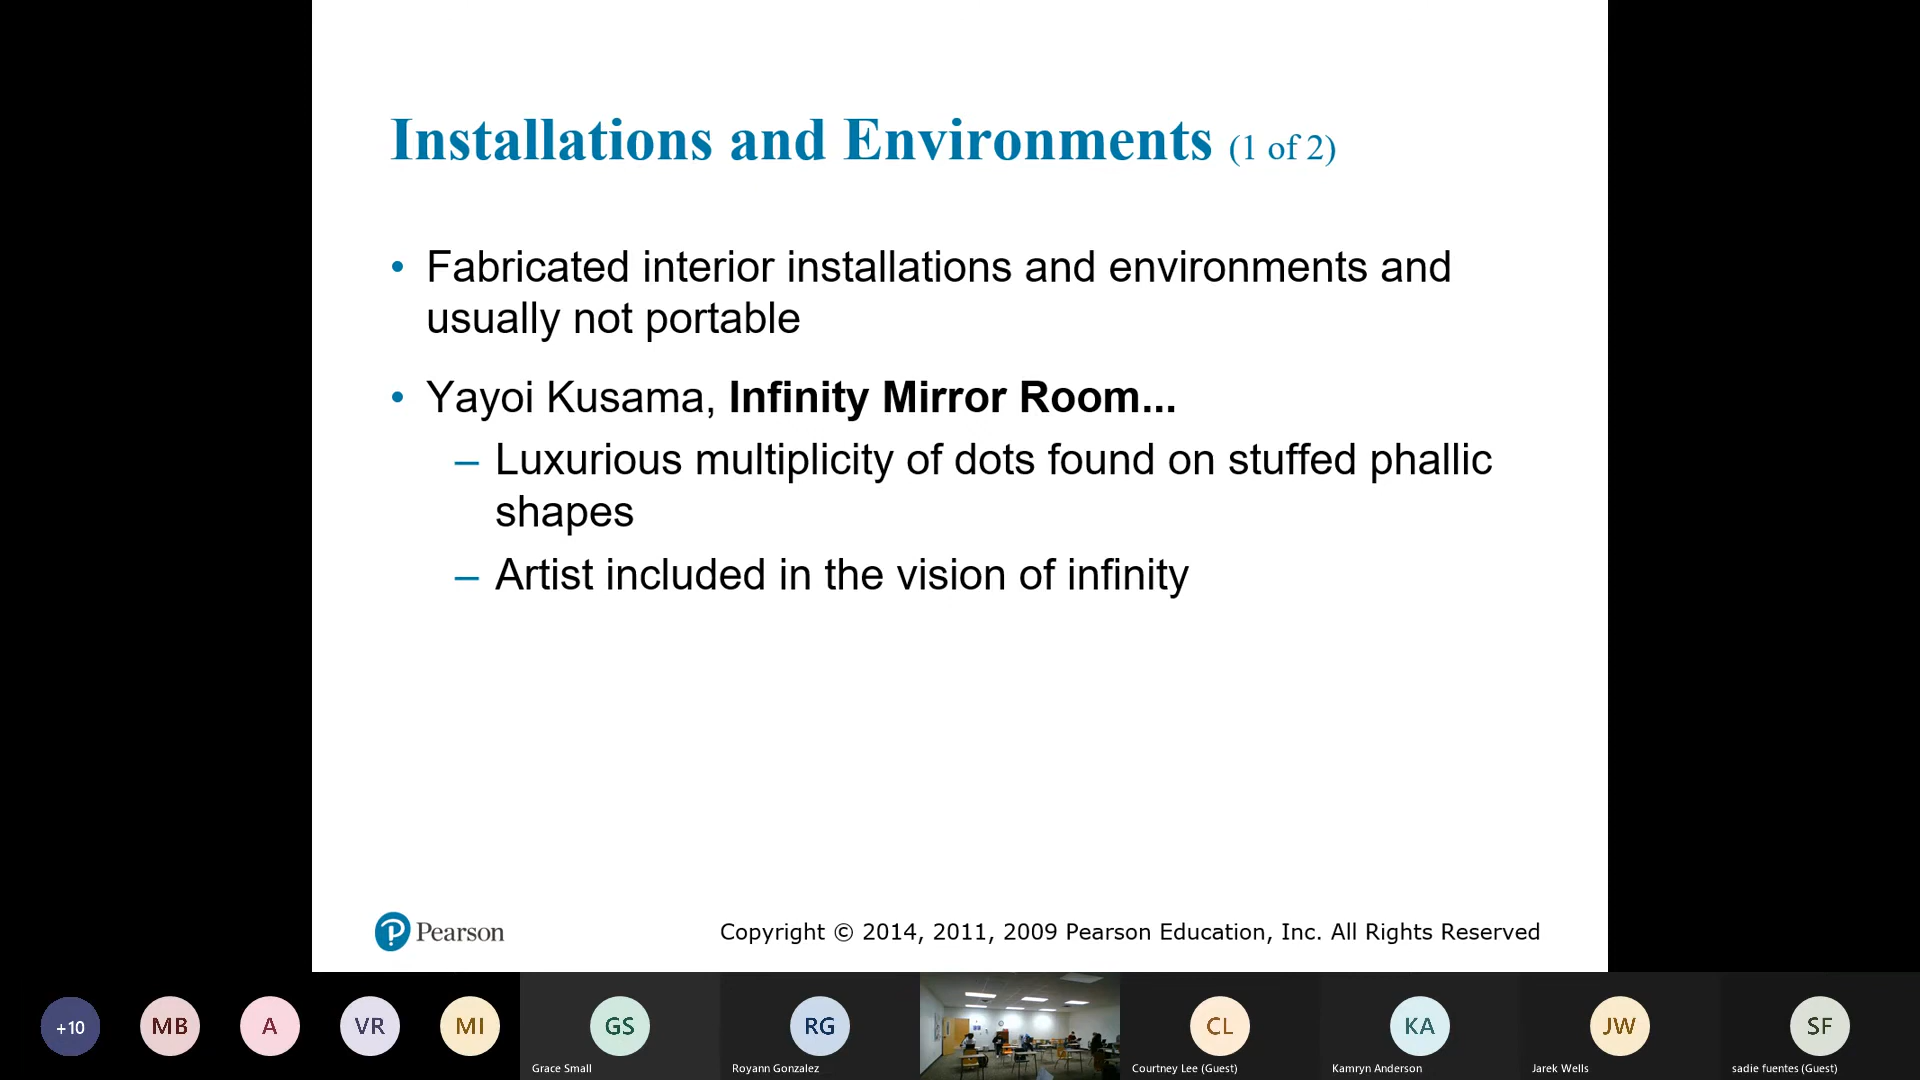 Installations and Environments (1 of 2)
• Fabricated interior installations and environments and
usually not portable
• Yayoi Kusama, Infinity Mirror Room...
– Luxurious multiplicity of dots found on stuffed phallic
shapes
– Artist included in the vision of infinity
Pearson
Copyright © 2014, 2011, 2009 Pearson Education, Inc. All Rights Reserved
+10
MB
A
VR
MI
GS
Grace Small
RG
Royann Gonzalez
CL
Courtney Lee (Guest)
KA
Kamryn Anderson
JW
Jarek Wells
SF
sadie fuentes (Guest)